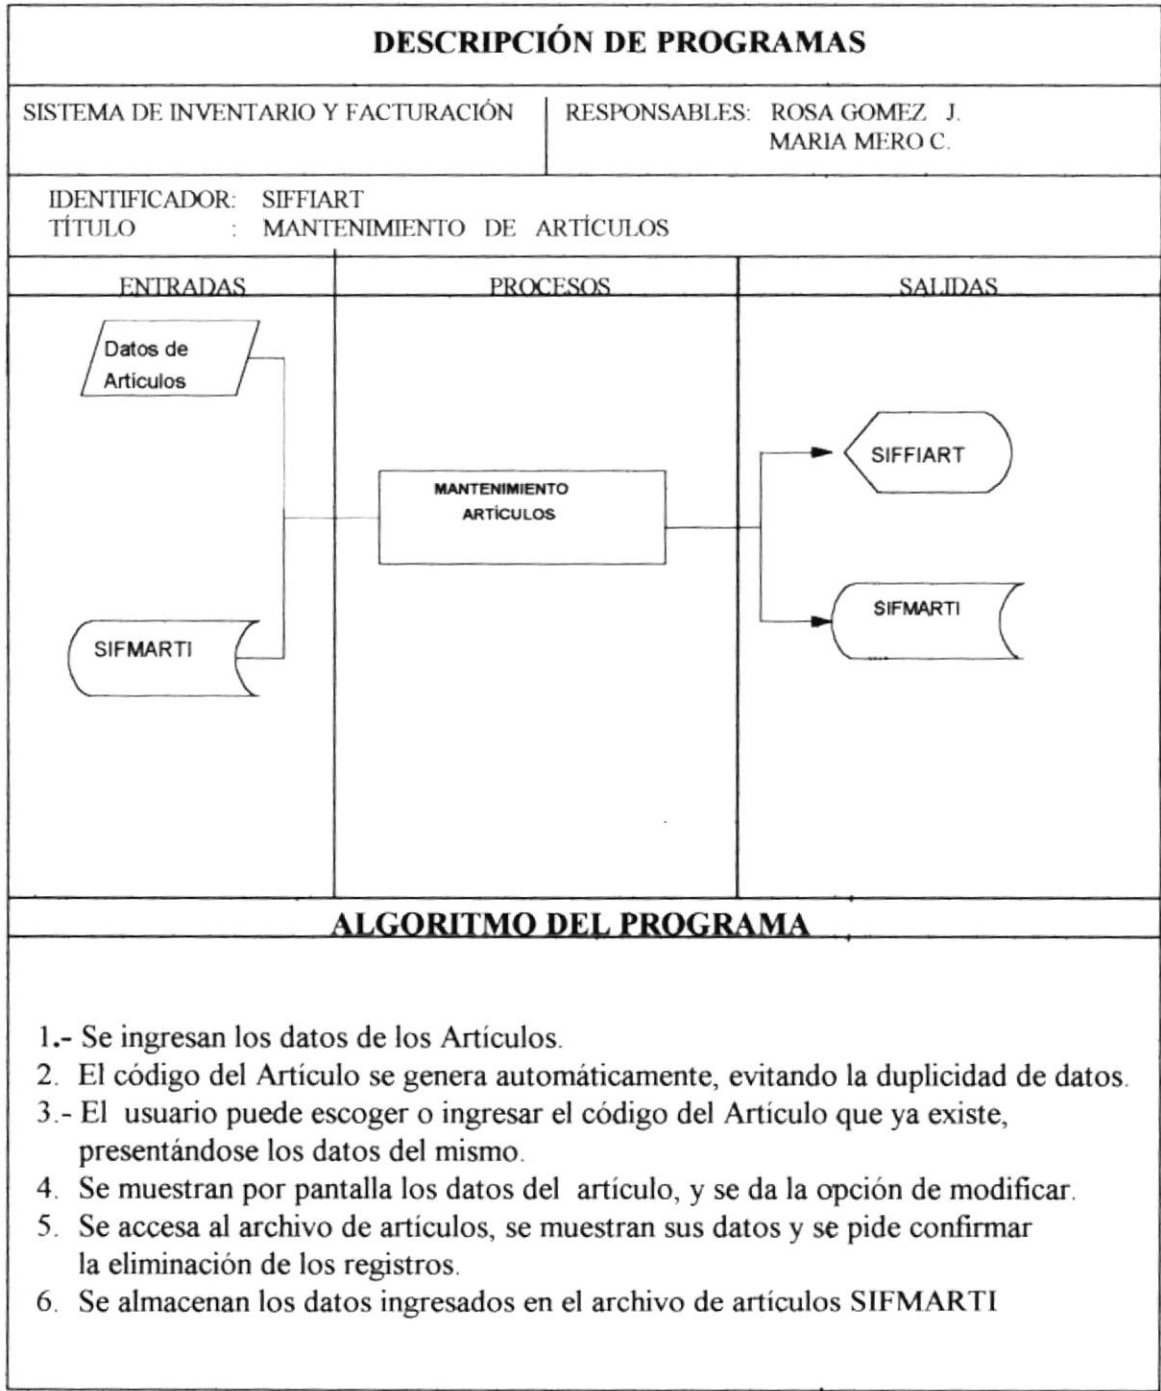 DESCRIPCIÓN DE PROGRAMAS
SISTEMA DE INVENTARIO Y FACTURACIÓN
RESPONSABLES: ROSA GOMEZ J.
MARIA MERO C.
IDENTIFICADOR: SIFFIART
TÍTULO : MANTENIMIENTO DE ARTÍCULOS
ENTRADAS
PROCESOS
SALIDAS
Datos de
Artículos
SIFFIART
MANTENIMIENTO
ARTÍCULOS
SIFMARTI
SIFMARTI
ALGORITMO DEL PROGRAMA
1.- Se ingresan los datos de los Artículos.
2. El código del Artículo se genera automáticamente, evitando la duplicidad de datos.
3.- El usuario puede escoger o ingresar el código del Artículo que ya existe,
presentándose los datos del mismo.
4. Se muestran por pantalla los datos del artículo, y se da la opción de modificar.
5. Se accesa al archivo de artículos, se muestran sus datos y se pide confirmar
la eliminación de los registros.
6. Se almacenan los datos ingresados en el archivo de artículos SIFMARTI